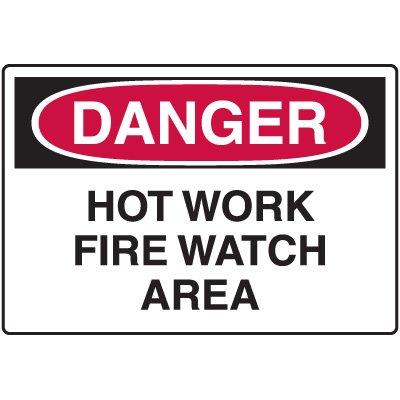 DANGER
HOT WORK
FIRE WATCH
AREA